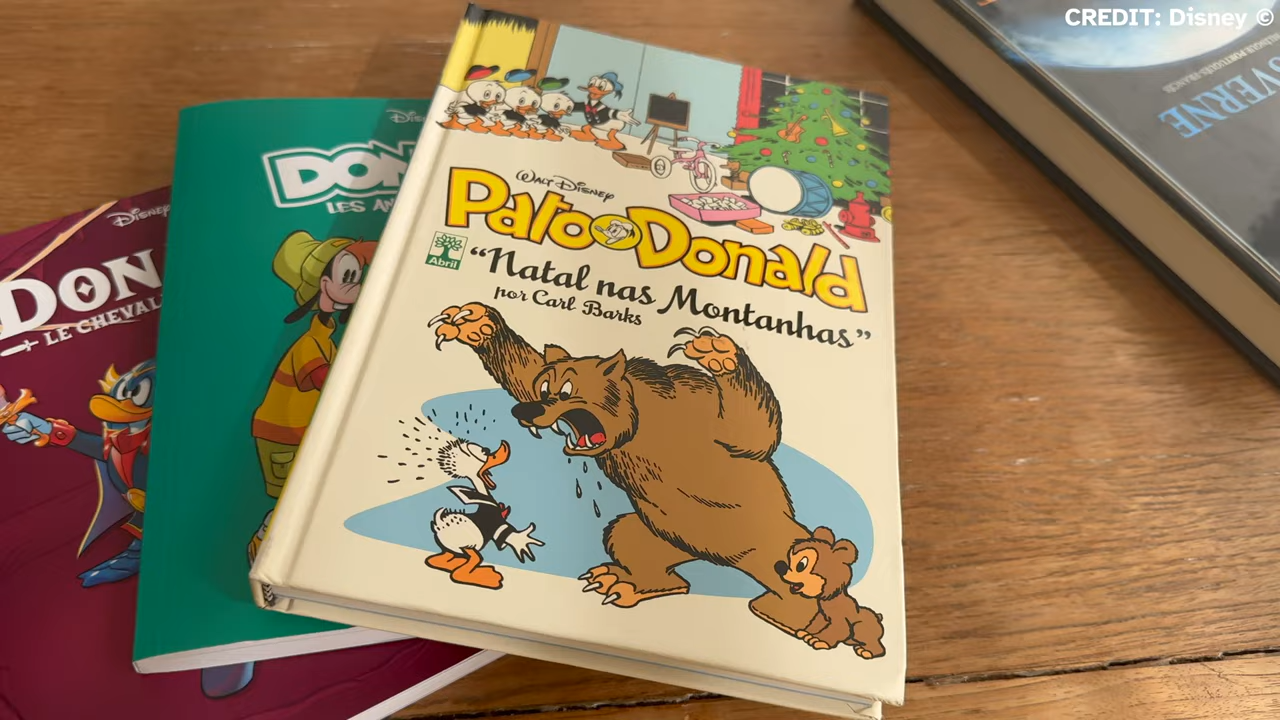 CREDIT: Disney ©
WALT DISNEY
Pato Donald
Abril
“Natal nas Montanhas”
por Carl Barks
DISNEY
DON
LES AN
DISNEY
DON
LE CHEVAL
VERNE